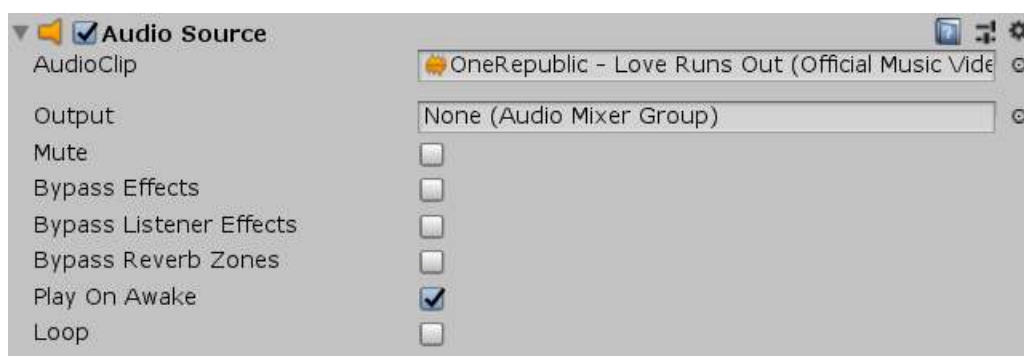 Audio Source
AudioClip OneRepublic - Love Runs Out (Official Music Vide
Output None (Audio Mixer Group)
Mute
Bypass Effects
Bypass Listener Effects
Bypass Reverb Zones
Play On Awake
Loop